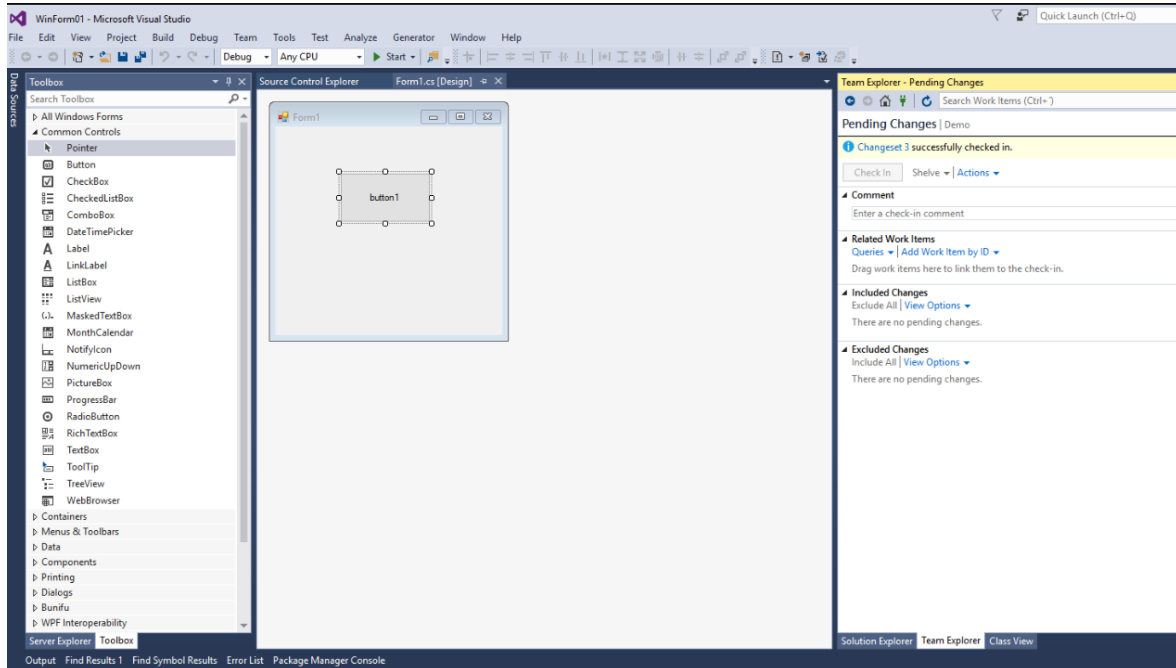 WinForm01 - Microsoft Visual Studio
Quick Launch (Ctrl+Q)
File Edit View Project Build Debug Team Tools Test Analyze Generator Window Help
Debug Any CPU Start
Data Sources
Toolbox
Search Toolbox
All Windows Forms
Common Controls
Pointer
Button
CheckBox
CheckedListBox
ComboBox
DateTimePicker
Label
LinkLabel
ListBox
ListView
MaskedTextBox
MonthCalendar
NotifyIcon
NumericUpDown
PictureBox
ProgressBar
RadioButton
RichTextBox
TextBox
ToolTip
TreeView
WebBrowser
Containers
Menus & Toolbars
Data
Components
Printing
Dialogs
Bunifu
WPF Interoperability
Server Explorer Toolbox
Source Control Explorer Form1.cs [Design]
Form1
button1
Team Explorer - Pending Changes
Search Work Items (Ctrl+´)
Pending Changes | Demo
Changeset 3 successfully checked in.
Check In Shelve | Actions
Comment
Enter a check-in comment
Related Work Items
Queries | Add Work Item by ID
Drag work items here to link them to the check-in.
Included Changes
Exclude All | View Options
There are no pending changes.
Excluded Changes
Include All | View Options
There are no pending changes.
Solution Explorer Team Explorer Class View
Output Find Results 1 Find Symbol Results Error List Package Manager Console